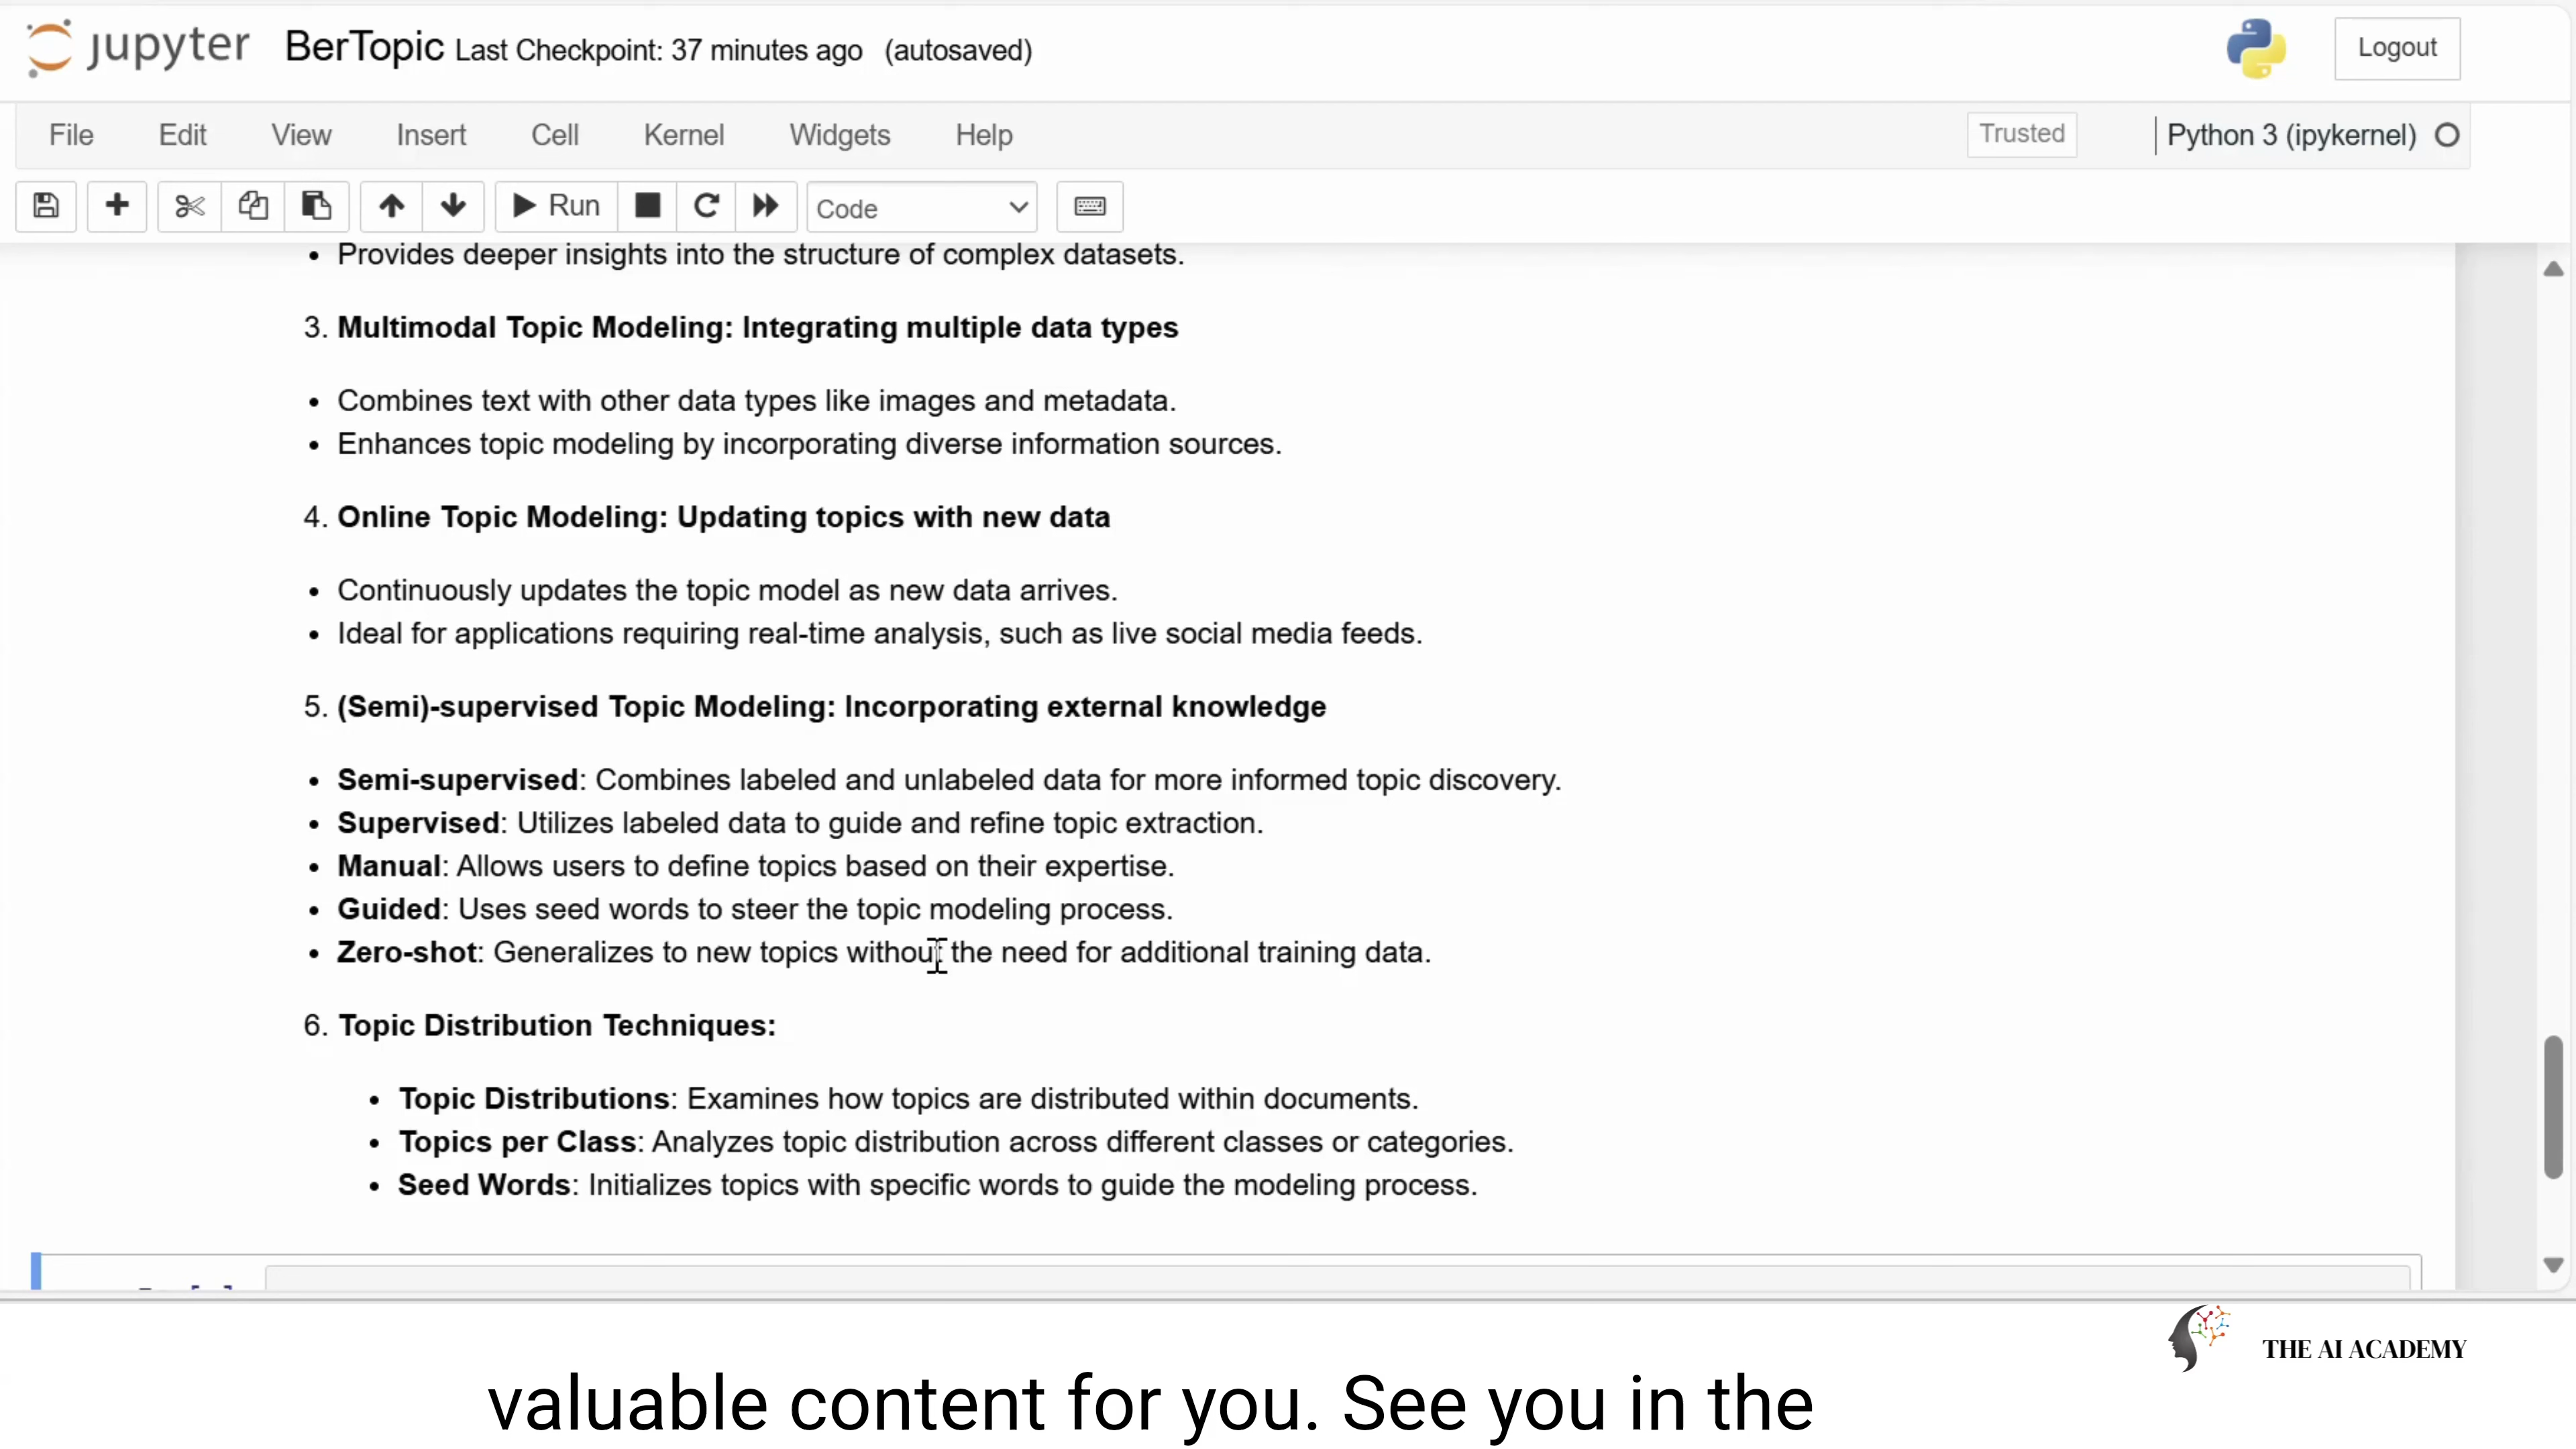 jupyter BerTopic Last Checkpoint: 37 minutes ago (autosaved) Logout
File Edit View Insert Cell Kernel Widgets Help Trusted Python 3 (ipykernel)
Run Code
• Provides deeper insights into the structure of complex datasets.
3. Multimodal Topic Modeling: Integrating multiple data types
• Combines text with other data types like images and metadata.
• Enhances topic modeling by incorporating diverse information sources.
4. Online Topic Modeling: Updating topics with new data
• Continuously updates the topic model as new data arrives.
• Ideal for applications requiring real-time analysis, such as live social media feeds.
5. (Semi)-supervised Topic Modeling: Incorporating external knowledge
• Semi-supervised: Combines labeled and unlabeled data for more informed topic discovery.
• Supervised: Utilizes labeled data to guide and refine topic extraction.
• Manual: Allows users to define topics based on their expertise.
• Guided: Uses seed words to steer the topic modeling process.
• Zero-shot: Generalizes to new topics without the need for additional training data.
6. Topic Distribution Techniques:
• Topic Distributions: Examines how topics are distributed within documents.
• Topics per Class: Analyzes topic distribution across different classes or categories.
• Seed Words: Initializes topics with specific words to guide the modeling process.
THE AI ACADEMY
valuable content for you. See you in the